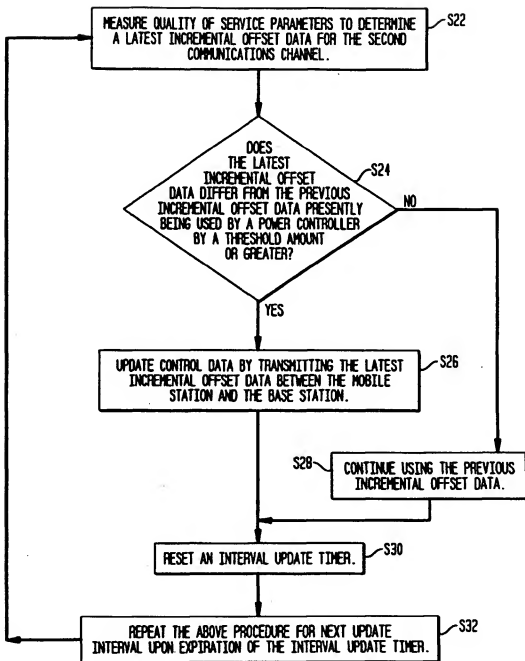 MEASURE QUALITY OF SERVICE PARAMETERS TO DETERMINE
A LATEST INCREMENTAL OFFSET DATA FOR THE SECOND
COMMUNICATIONS CHANNEL.
S22
DOES
THE LATEST
INCREMENTAL OFFSET
DATA DIFFER FROM THE PREVIOUS
INCREMENTAL OFFSET DATA PRESENTLY
BEING USED BY A POWER CONTROLLER
BY A THRESHOLD AMOUNT
OR GREATER?
S24
NO
YES
UPDATE CONTROL DATA BY TRANSMITTING THE LATEST
INCREMENTAL OFFSET DATA BETWEEN THE MOBILE
STATION AND THE BASE STATION.
S26
S28
CONTINUE USING THE PREVIOUS
INCREMENTAL OFFSET DATA.
RESET AN INTERVAL UPDATE TIMER.
S30
REPEAT THE ABOVE PROCEDURE FOR NEXT UPDATE
INTERVAL UPON EXPIRATION OF THE INTERVAL UPDATE TIMER.
S32